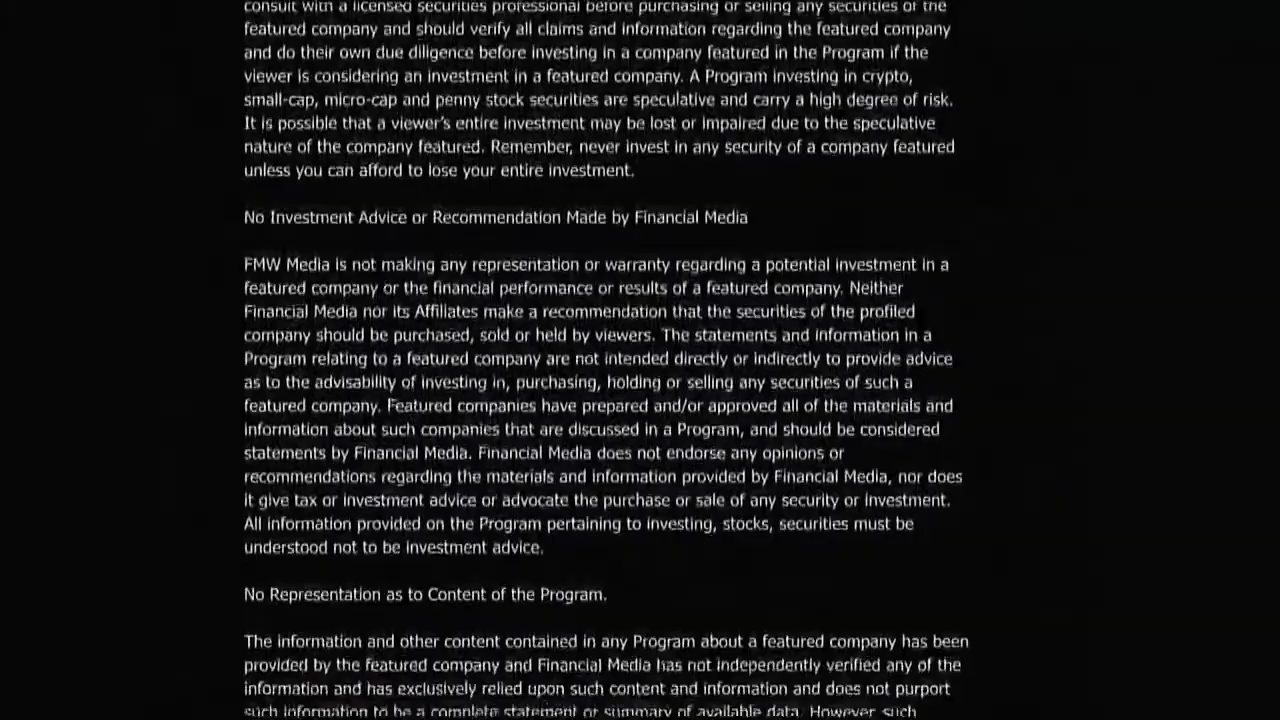 consult with a licensed securities professional before purchasing or selling any securities of the
featured company and should verify all claims and information regarding the featured company
and do their own due diligence before investing in a company featured in the Program if the
viewer is considering an investment in a featured company. A Program investing in crypto,
small-cap, micro-cap and penny stock securities are speculative and carry a high degree of risk.
It is possible that a viewer's entire investment may be lost or impaired due to the speculative
nature of the company featured. Remember, never invest in any security of a company featured
unless you can afford to lose your entire investment.
No Investment Advice or Recommendation Made by Financial Media
FMW Media is not making any representation or warranty regarding a potential investment in a
featured company or the financial performance or results of a featured company. Neither
Financial Media nor its Affiliates make a recommendation that the securities of the profiled
company should be purchased, sold or held by viewers. The statements and information in a
Program relating to a featured company are not intended directly or indirectly to provide advice
as to the advisability of investing in, purchasing, holding or selling any securities of such a
featured company. Featured companies have prepared and/or approved all of the materials and
information about such companies that are discussed in a Program, and should be considered
statements by Financial Media. Financial Media does not endorse any opinions or
recommendations regarding the materials and information provided by Financial Media, nor does
it give tax or investment advice or advocate the purchase or sale of any security or investment.
All information provided on the Program pertaining to investing, stocks, securities must be
understood not to be investment advice.
No Representation as to Content of the Program.
The information and other content contained in any Program about a featured company has been
provided by the featured company and Financial Media has not independently verified any of the
information and has exclusively relied upon such content and information and does not purport
such information to be a complete statement or summary of available data. However, such